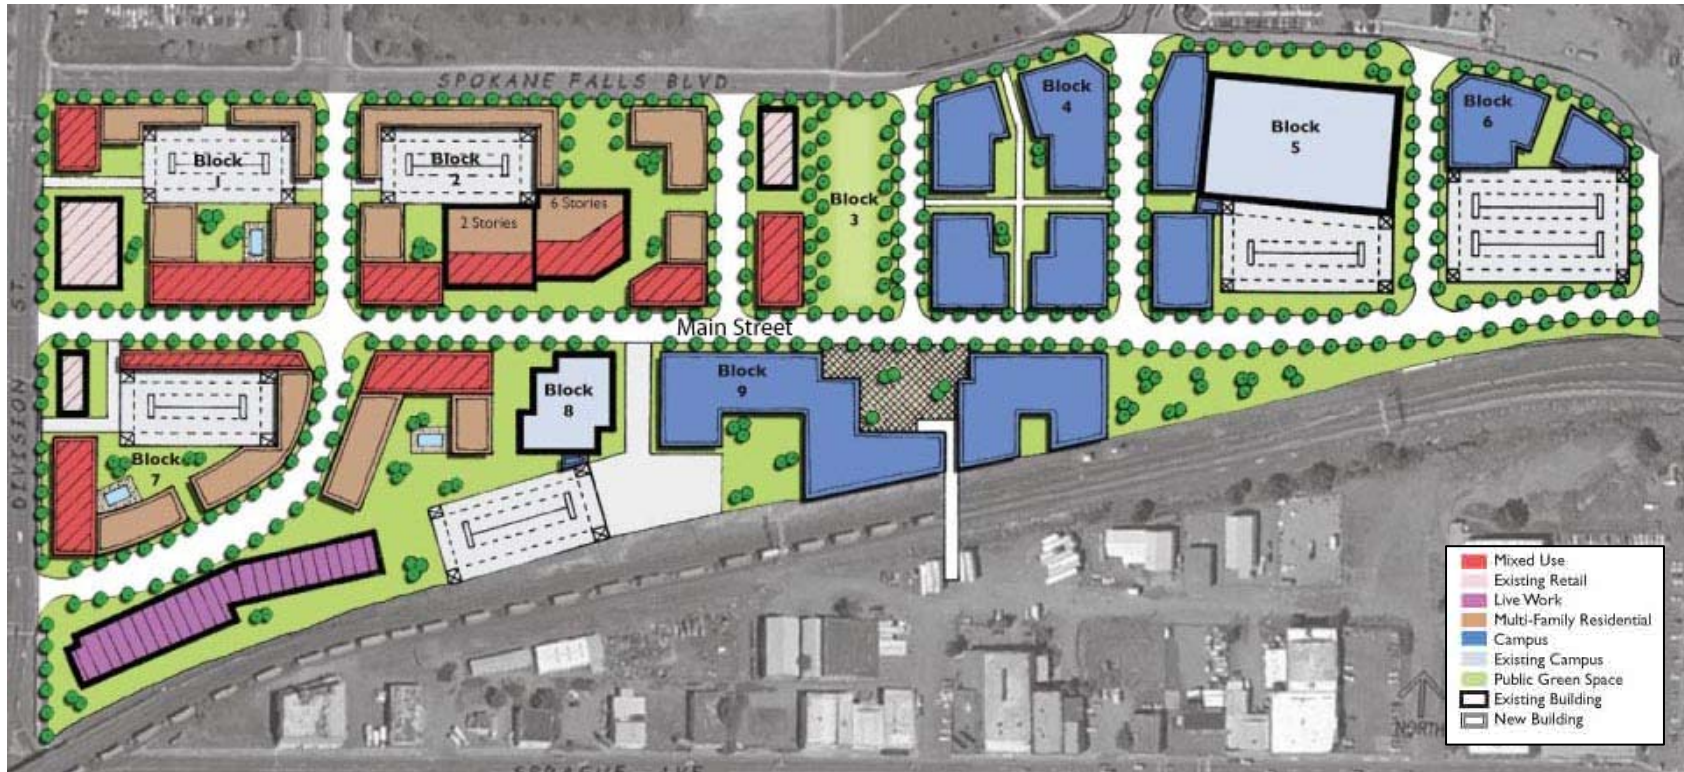 SPOKANE FALLS BLVD
Block
1
Block
2
2 Stories
6 Stories
Block
3
Block
4
Block
5
Block
6
DIVISION ST.
Main Street
Block
7
Block
8
Block
9
Mixed Use
Existing Retail
Live Work
Multi-Family Residential
Campus
Existing Campus
Public Green Space
Existing Building
New Building
NORTH
SPRAGUE AVE